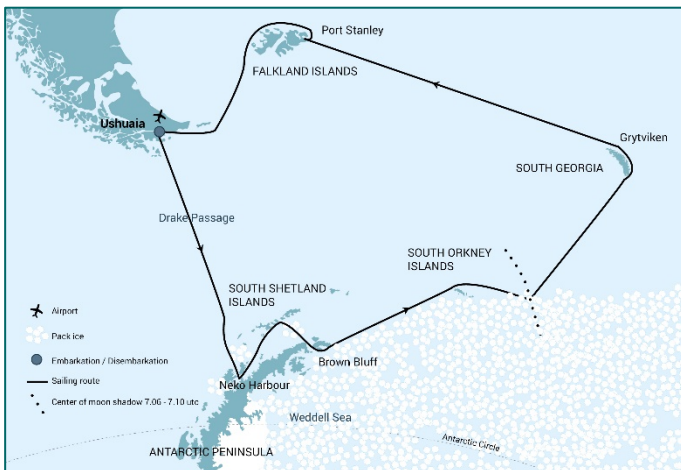 Port Stanley
FALKLAND ISLANDS
Ushuaia
Grytviken
SOUTH GEORGIA
Drake Passage
SOUTH ORKNEY
ISLANDS
SOUTH SHETLAND
ISLANDS
Airport
Pack ice
Embarkation / Disembarkation
Sailing route
Center of moon shadow 7.06 - 7.10 utc
Brown Bluff
Neko Harbour
Weddell Sea
Antarctic Circle
ANTARCTIC PENINSULA